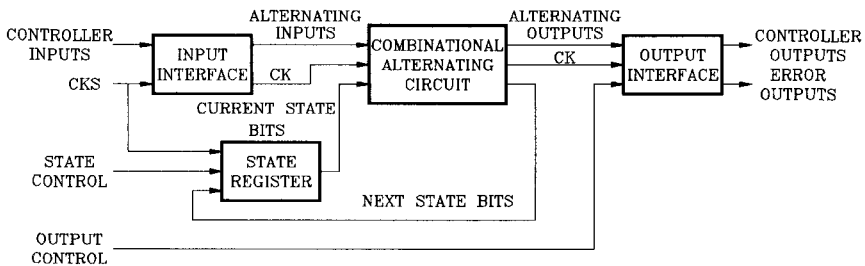 ALTERNATING
INPUTS
ALTERNATING
OUTPUTS
CONTROLLER
INPUTS
INPUT
INTERFACE
COMBINATIONAL
ALTERNATING
CIRCUIT
CK
OUTPUT
INTERFACE
CONTROLLER
OUTPUTS
ERROR
OUTPUTS
CKS
CK
CURRENT STATE
BITS
STATE
CONTROL
STATE
REGISTER
NEXT STATE BITS
OUTPUT
CONTROL